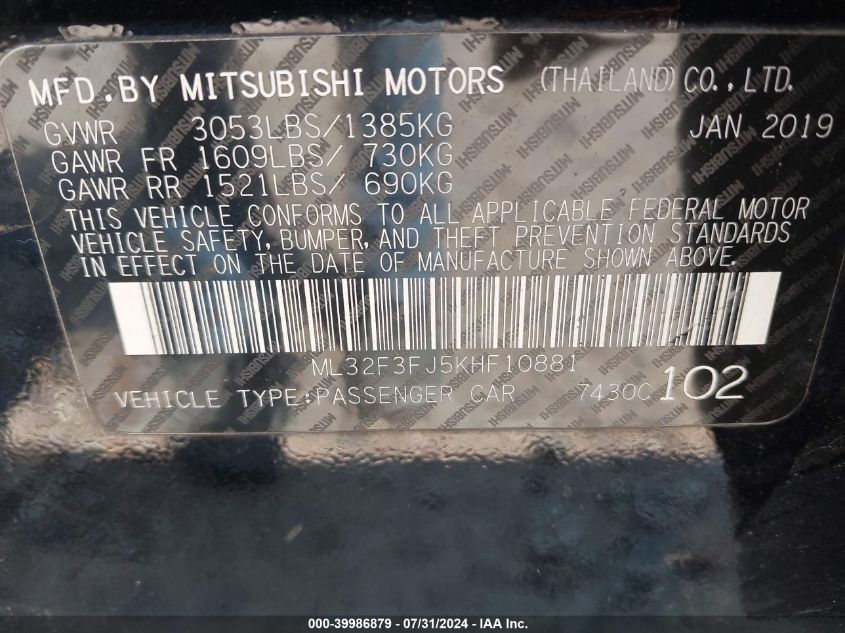 MFD.BY MITSUBISHI MOTORS (THAILAND) CO., LTD.
GVWR 3053LBS/1385KG JAN 2019
GAWR FR 1609LBS/ 730KG
GAWR RR 1521LBS/ 690KG
THIS VEHICLE CONFORMS TO ALL APPLICABLE FEDERAL MOTOR
VEHICLE SAFETY, BUMPER, AND THEFT PREVENTION STANDARDS
IN EFFECT ON THE DATE OF MANUFACTURE SHOWN ABOVE.
ML32F3FJ5KHF10881
VEHICLE TYPE:PASSENGER CAR 7430C 102
000-39986879 / 07/31/2024 - IAA Inc.